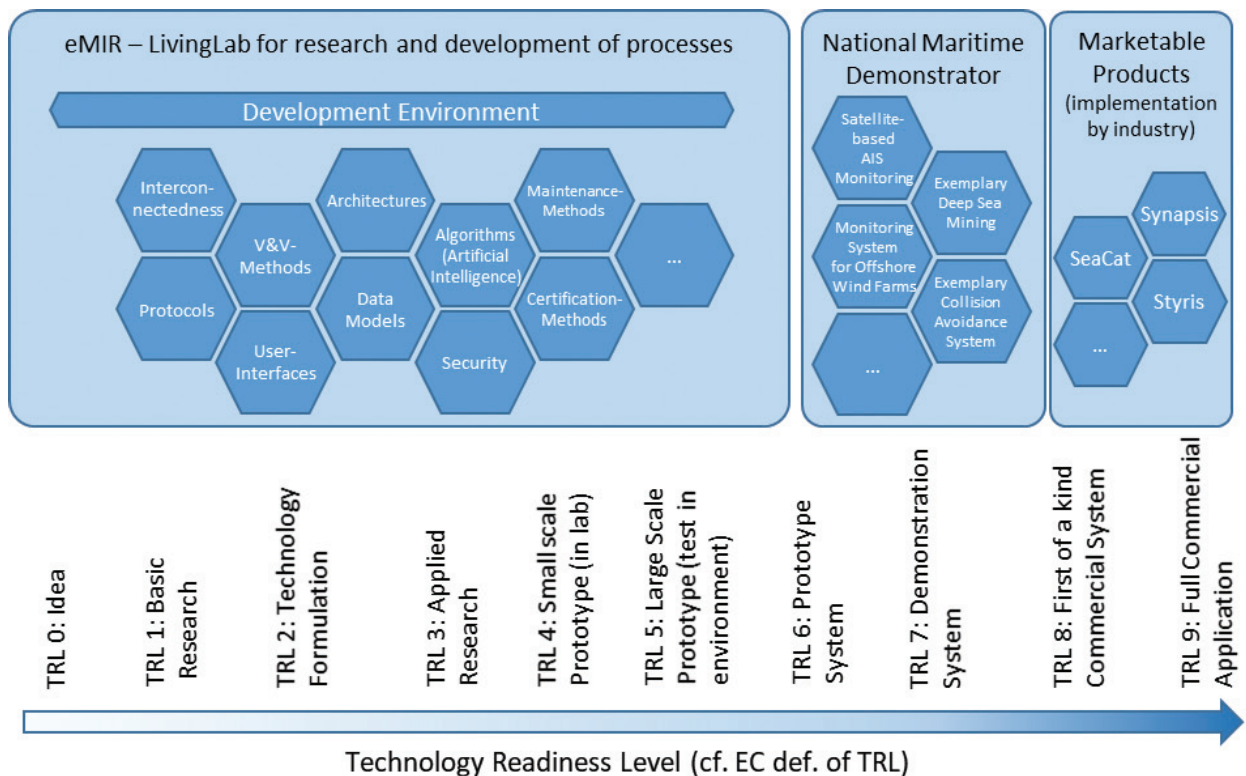 eMIR – LivingLab for research and development of processes
Development Environment
Intercon-
nectedness
Protocols
V&V-
Methods
User-
Interfaces
Architectures
Data
Models
Algorithms
(Artificial
Intelligence)
Security
Maintenance-
Methods
Certification-
Methods
...
National Maritime
Demonstrator
Satellite-
based
AIS
Monitoring
Monitoring
System
for Offshore
Wind Farms
...
Exemplary
Deep Sea
Mining
Exemplary
Collision
Avoidance
System
Marketable
Products
(implementation
by industry)
SeaCat
...
Synapsis
Styris
TRL 0: Idea
TRL 1: Basic
Research
TRL 2: Technology
Formulation
TRL 3: Applied
Research
TRL 4: Small scale
Prototype (in lab)
TRL 5: Large Scale
Prototype (test in
environment)
TRL 6: Prototype
System
TRL 7: Demonstration
System
TRL 8: First of a kind
Commercial System
TRL 9: Full Commercial
Application
Technology Readiness Level (cf. EC def. of TRL)